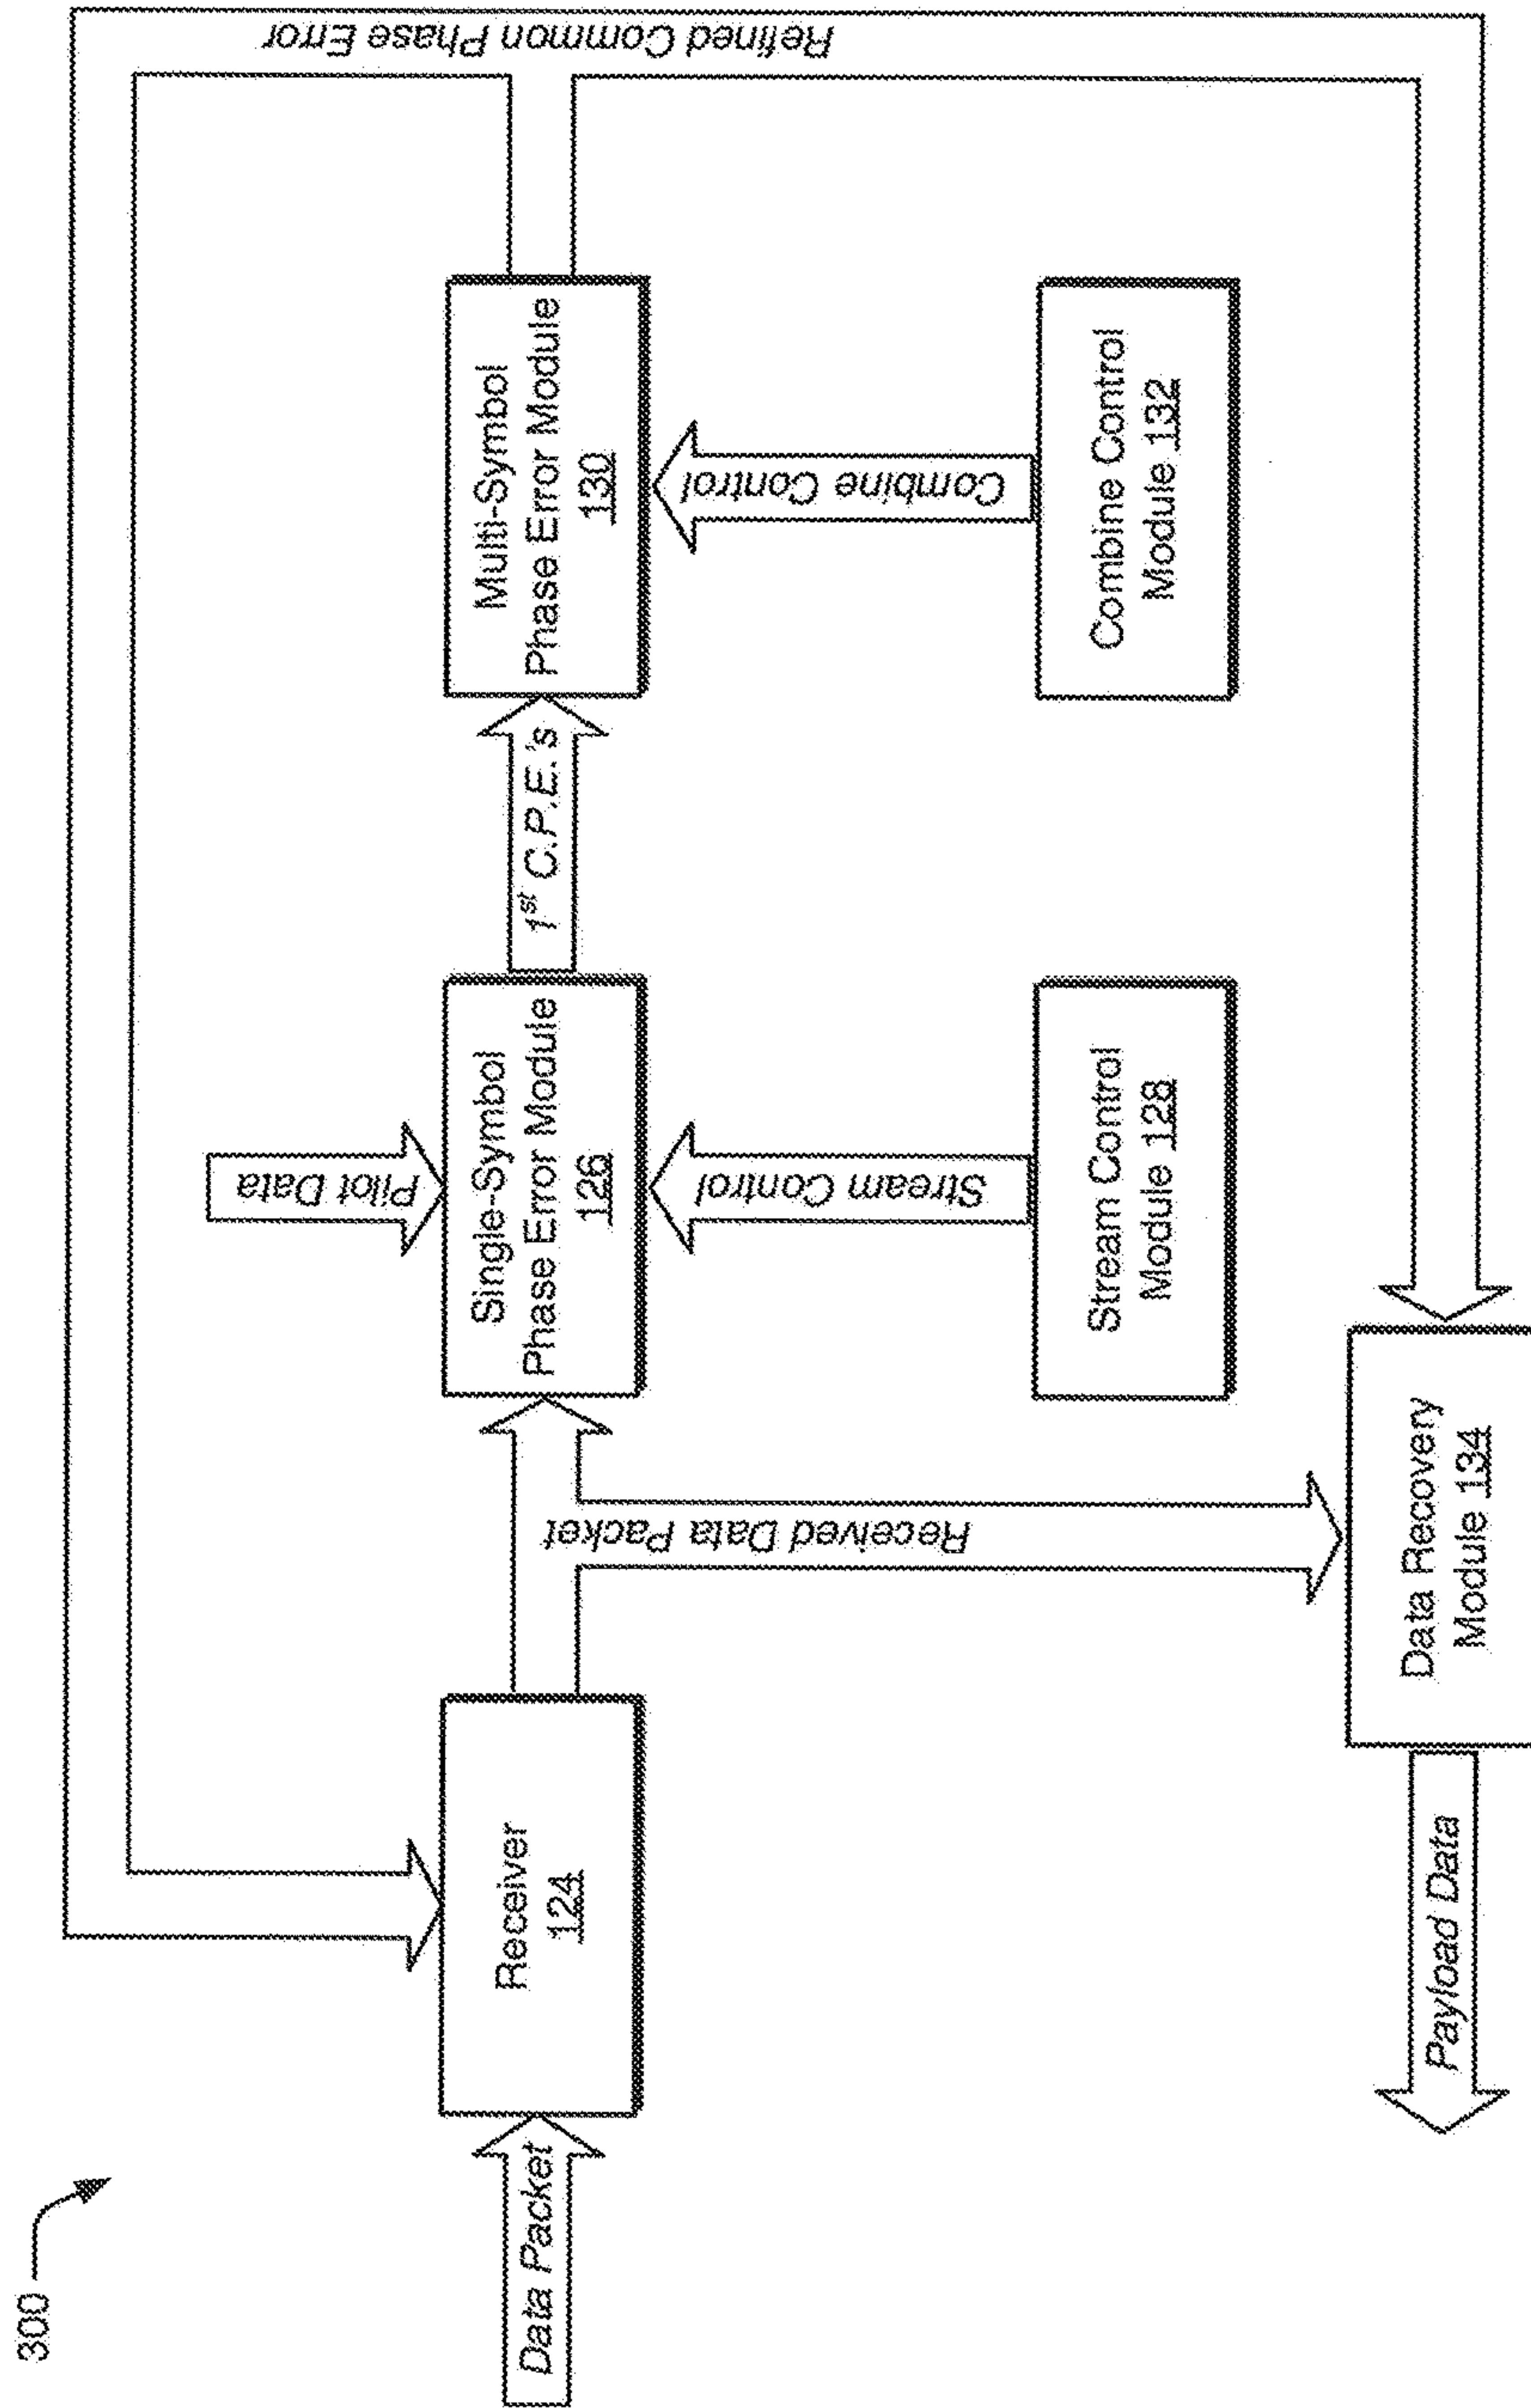 300
Refined Common Phase Error
Pilot Data
Data Packet
Receiver
124
Single-Symbol
Phase Error Module
126
1st C.P.E.'s
Multi-Symbol
Phase Error Module
130
Received Data Packet
Stream Control
Combine Control
Stream Control
Module 128
Combine Control
Module 132
Payload Data
Data Recovery
Module 134